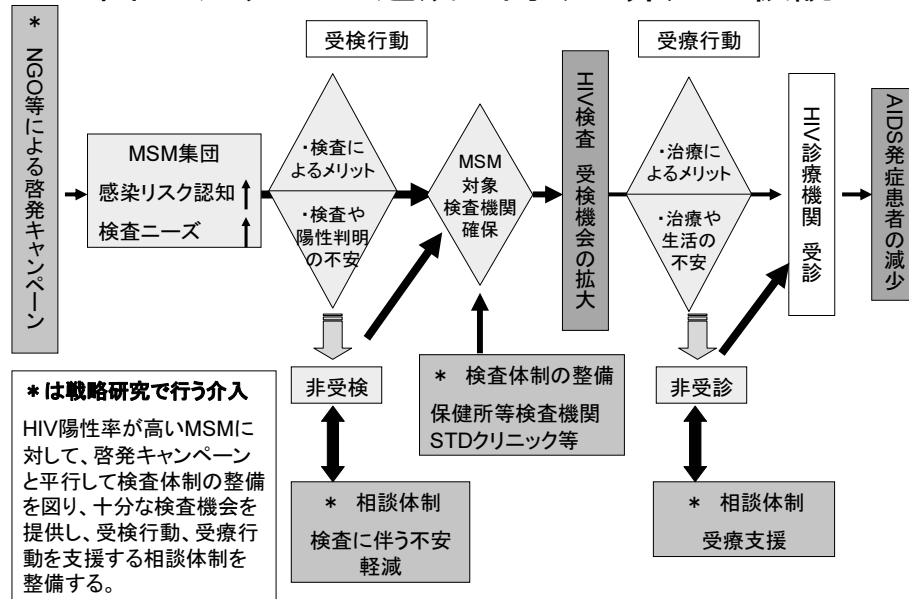 受検行動
受療行動
* NGO等による啓発キャンペーン
MSM集団
感染リスク認知
検査ニーズ
・検査に
よるメリット
・検査や
陽性判明
の不安
MSM
対象
検査機関
確保
HIV検査 受検機会の拡大
・治療に
よるメリット
・治療や
生活の
不安
HIV診療機関 受診
AIDS発症患者の減少
非受検
非受診
* 検査体制の整備
保健所等検査機関
STDクリニック等
* 相談体制
検査に伴う不安
軽減
* 相談体制
受療支援
*は戦略研究で行う介入
HIV陽性率が高いMSMに
対して、啓発キャンペーン
と平行して検査体制の整備
を図り、十分な検査機会を
提供し、受検行動、受療行
動を支援する相談体制を
整備する。